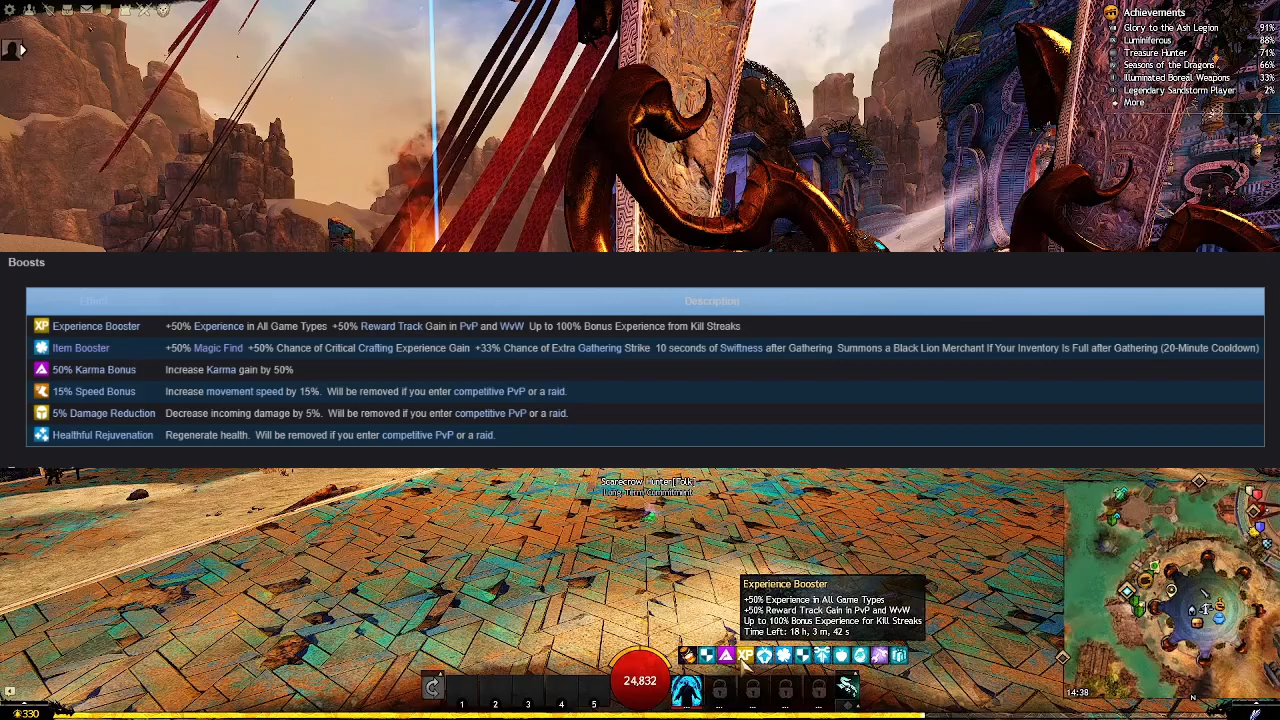 Achievements
Glory to the Ash Legion 91%
Luminiferous 88%
Treasure Hunter 71%
Seasons of the Dragons 66%
Illuminated Boreal Weapons 33%
Legendary Sandstorm Player 2%
More
Boosts
Effect Description
XP Experience Booster +50% Experience in All Game Types +50% Reward Track Gain in PvP and WvW Up to 100% Bonus Experience from Kill Streaks
Item Booster +50% Magic Find +50% Chance of Critical Crafting Experience Gain +33% Chance of Extra Gathering Strike 10 seconds of Swiftness after Gathering Summons a Black Lion Merchant If Your Inventory Is Full after Gathering (20-Minute Cooldown)
50% Karma Bonus Increase Karma gain by 50%
15% Speed Bonus Increase movement speed by 15%. Will be removed if you enter competitive PvP or a raid.
5% Damage Reduction Decrease incoming damage by 5%. Will be removed if you enter competitive PvP or a raid.
Healthful Rejuvenation Regenerate health. Will be removed if you enter competitive PvP or a raid.
Scarecrow Hunter[Tolk]
Long-Term Commitment
Experience Booster
+50% Experience in All Game Types
+50% Reward Track Gain in PvP and WvW
Up to 100% Bonus Experience for Kill Streaks
Time Left: 18 h, 3 m, 42 s
XP
24,832
1 2 3 4 5
14:38
N
330